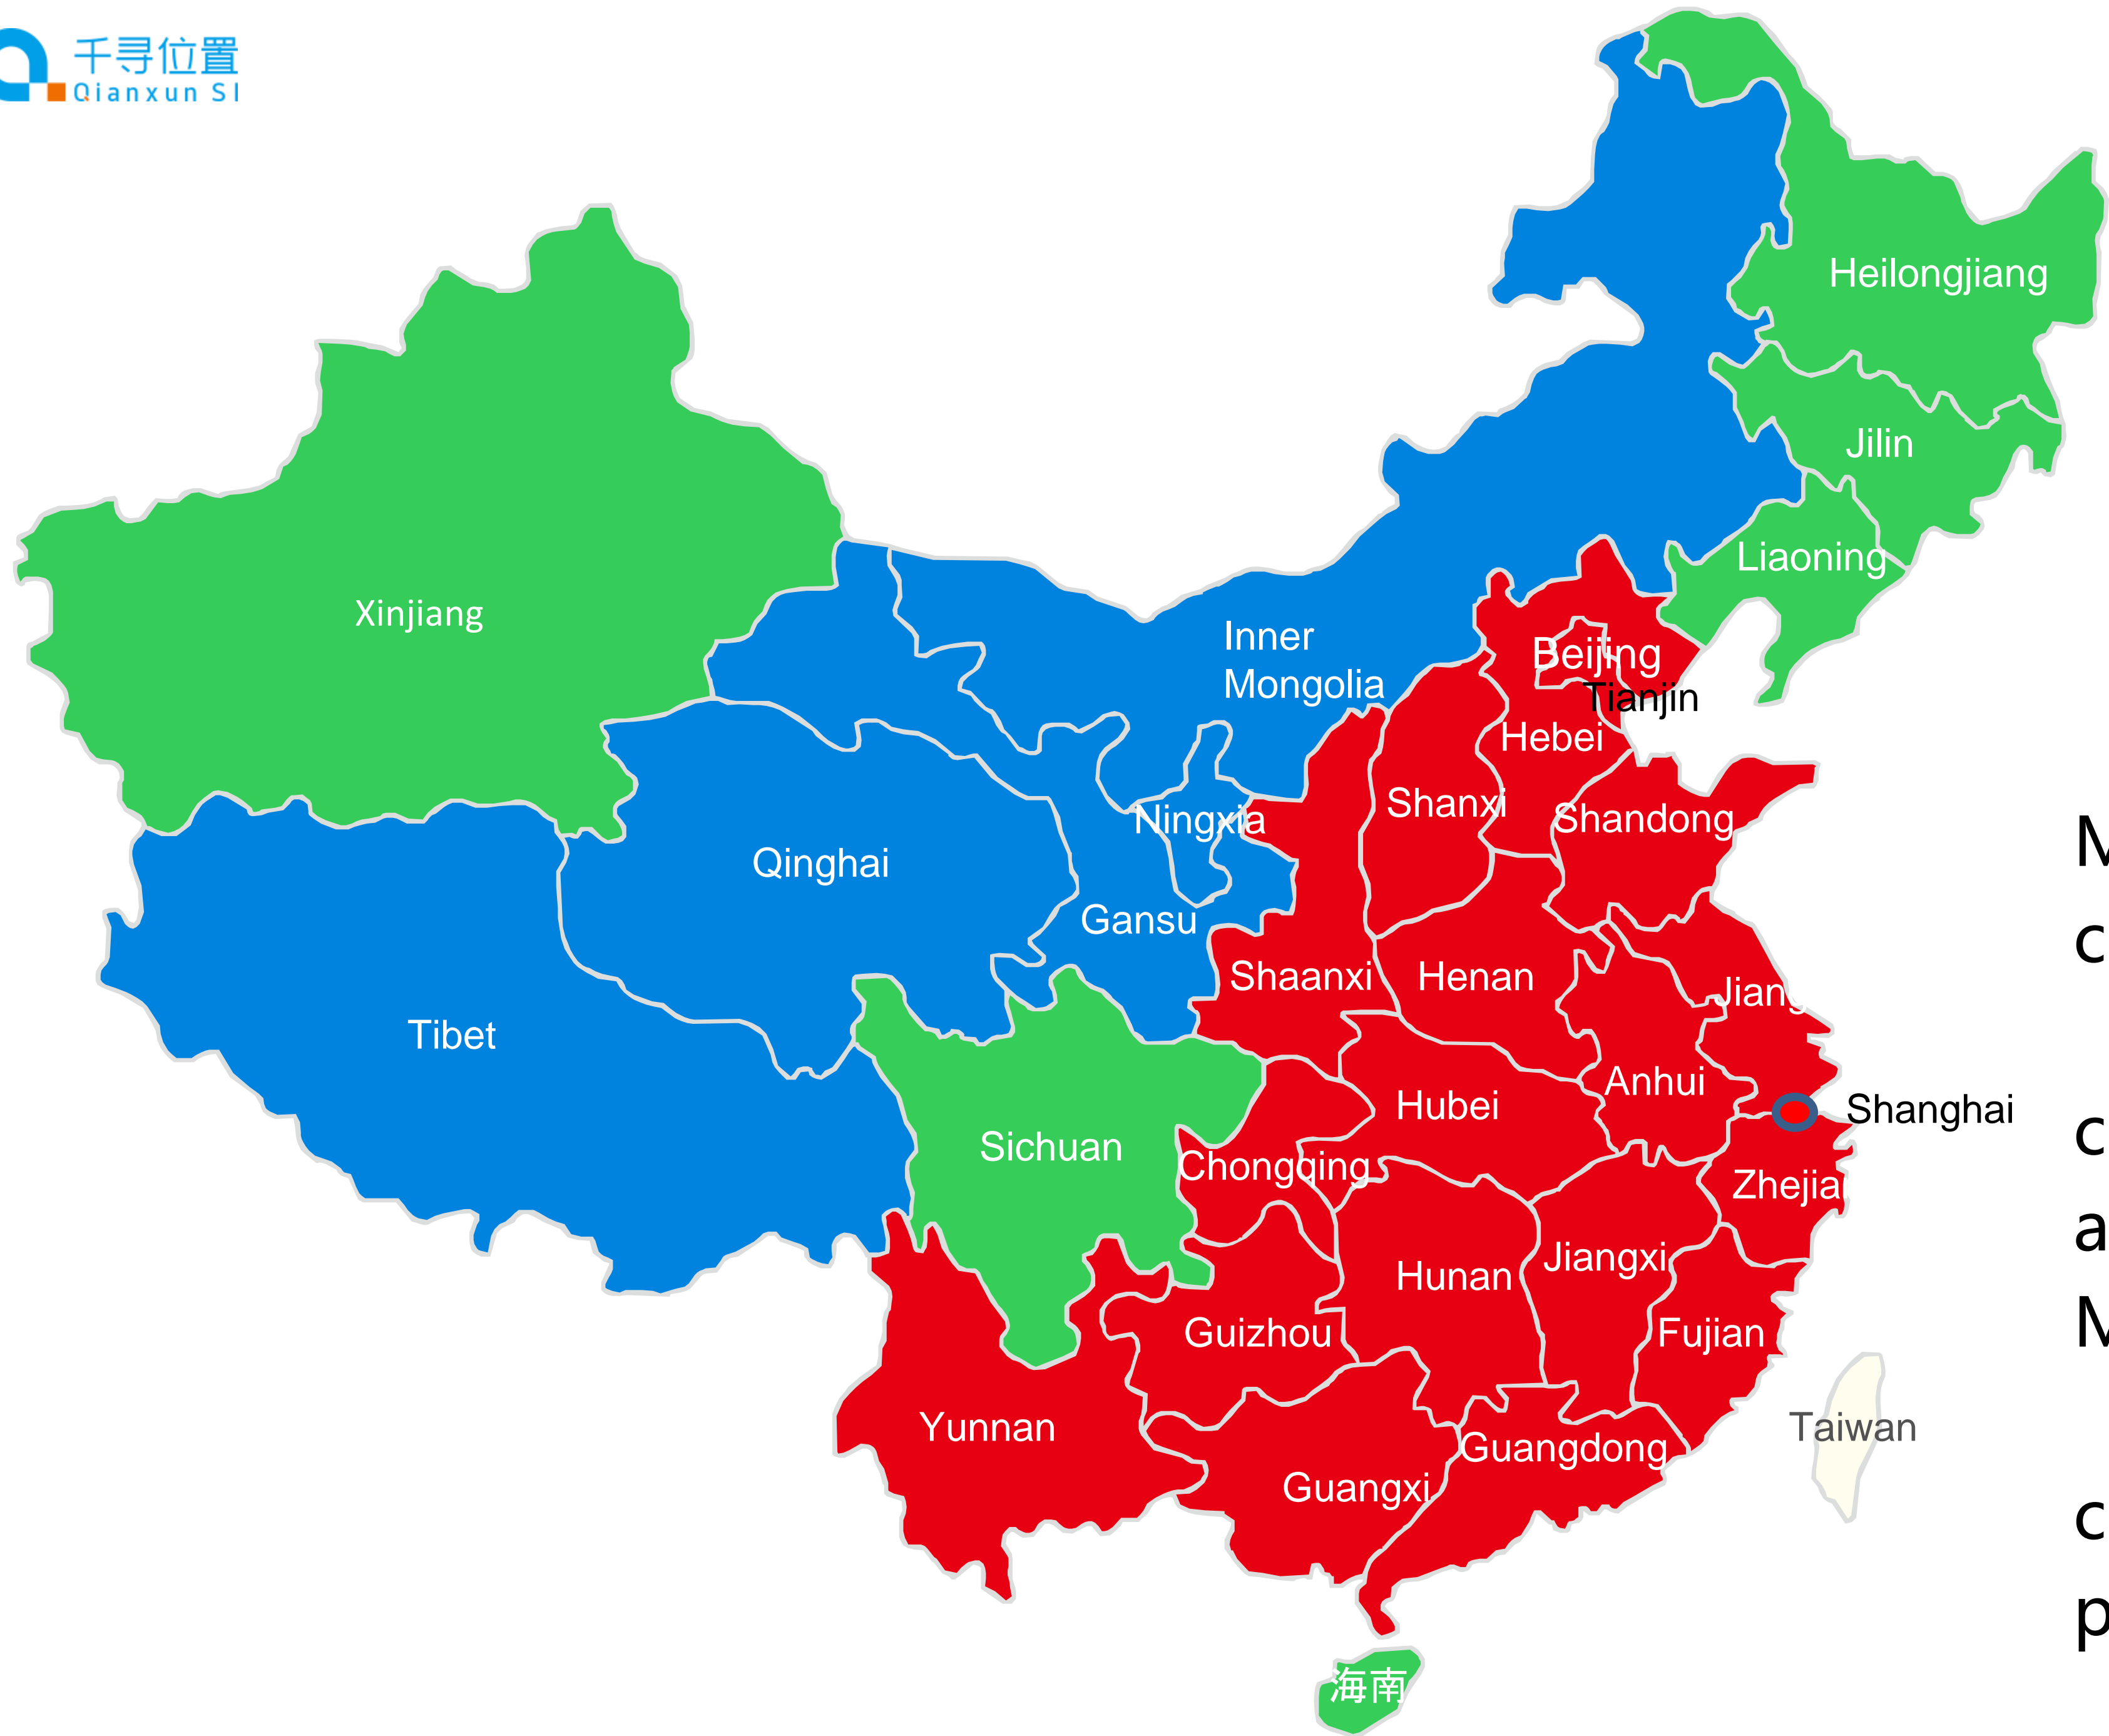 千寻位置
Qianxun SI
Heilongjiang
Jilin
Liaoning
Xinjiang
Inner
Mongolia
Beijing
Tianjin
Hebei
Shanxi
Shandong
Ningxia
Qinghai
Gansu
Shaanxi
Henan
Jiang
Tibet
Anhui
Hubei
Shanghai
Sichuan
Chongqing
Zhejia
Jiangxi
Hunan
Guizhou
Fujian
Yunnan
Taiwan
Guangdong
Guangxi
海南
M
c
c
a
M
c
p